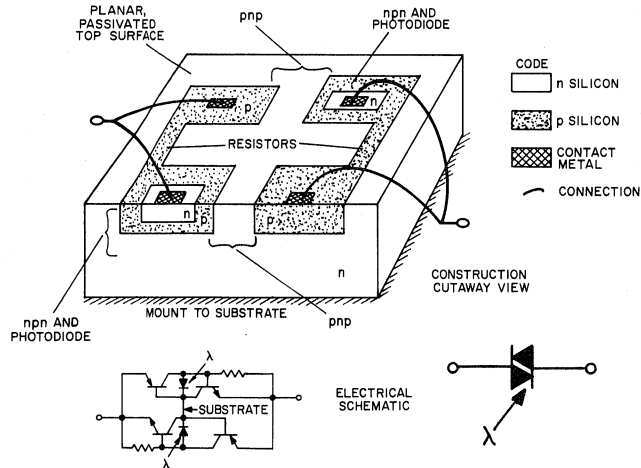 PLANAR,
PASSIVATED
TOP SURFACE
pnp
npn AND
PHOTODIODE
CODE
n SILICON
p SILICON
CONTACT
METAL
CONNECTION
p
n
RESISTORS
n
p
p
n
npn AND
PHOTODIODE
MOUNT TO SUBSTRATE
pnp
CONSTRUCTION
CUTAWAY VIEW
λ
SUBSTRATE
λ
ELECTRICAL
SCHEMATIC
λ